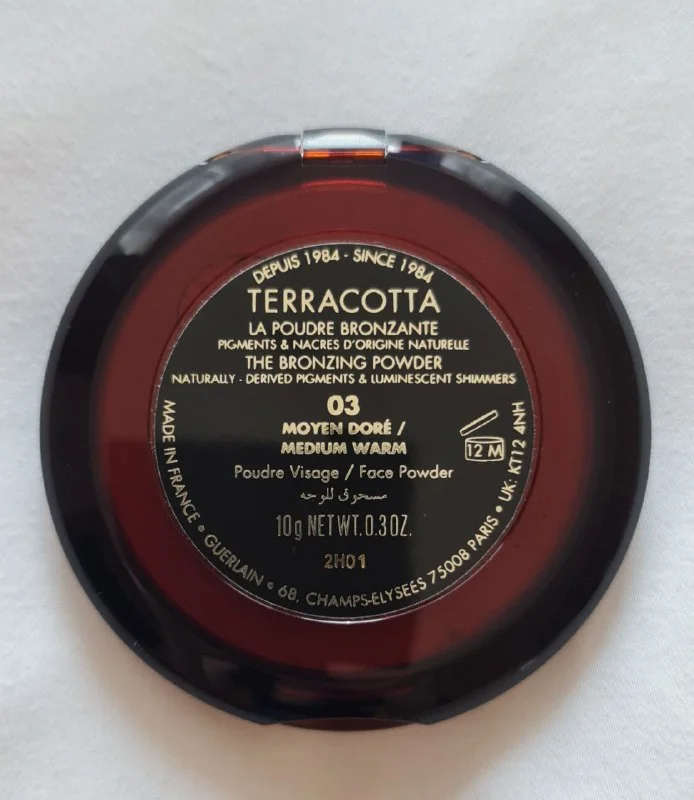 DEPUIS 1984 - SINCE 1984
TERRACOTTA
LA POUDRE BRONZANTE
PIGMENTS & NACRES D'ORIGINE NATURELLE
THE BRONZING POWDER
NATURALLY - DERIVED PIGMENTS & LUMINESCENT SHIMMERS
03
MOYEN DORÉ /
MEDIUM WARM
12 M
Poudre Visage / Face Powder
مسحوق للوجه
10g NET WT.0.3OZ.
2H01
MADE IN FRANCE • GUERLAIN • 68, CHAMPS-ELYSEES 75008 PARIS • UK: KT12 4NH